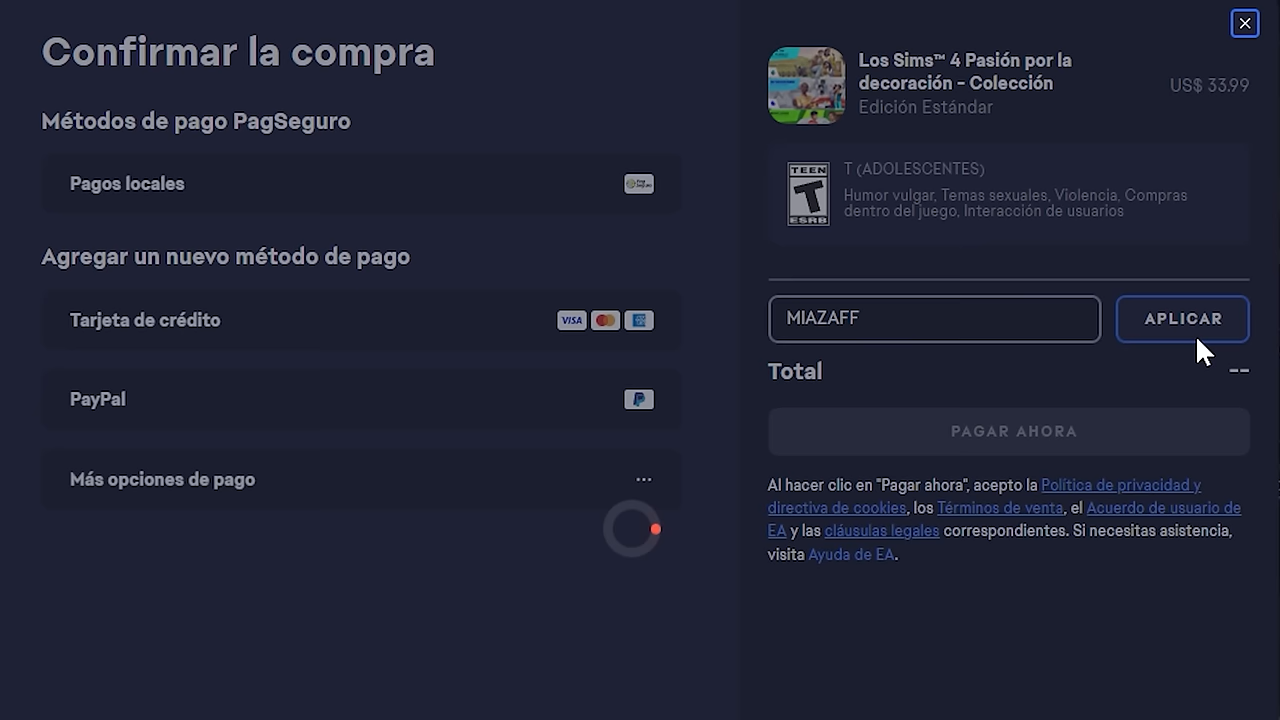 Confirmar la compra
Métodos de pago PagSeguro
Pagos locales
Agregar un nuevo método de pago
Tarjeta de crédito
VISA
PayPal
Más opciones de pago
...
Los Sims™ 4 Pasión por la
decoración - Colección
Edición Estándar
US$ 33.99
TEEN
T
ESRB
T (ADOLESCENTES)
Humor vulgar, Temas sexuales, Violencia, Compras
dentro del juego, Interacción de usuarios
MIAZAFF
APLICAR
Total
--
PAGAR AHORA
Al hacer clic en "Pagar ahora", acepto la Política de privacidad y
directiva de cookies, los Términos de venta, el Acuerdo de usuario de
EA y las cláusulas legales correspondientes. Si necesitas asistencia,
visita Ayuda de EA.